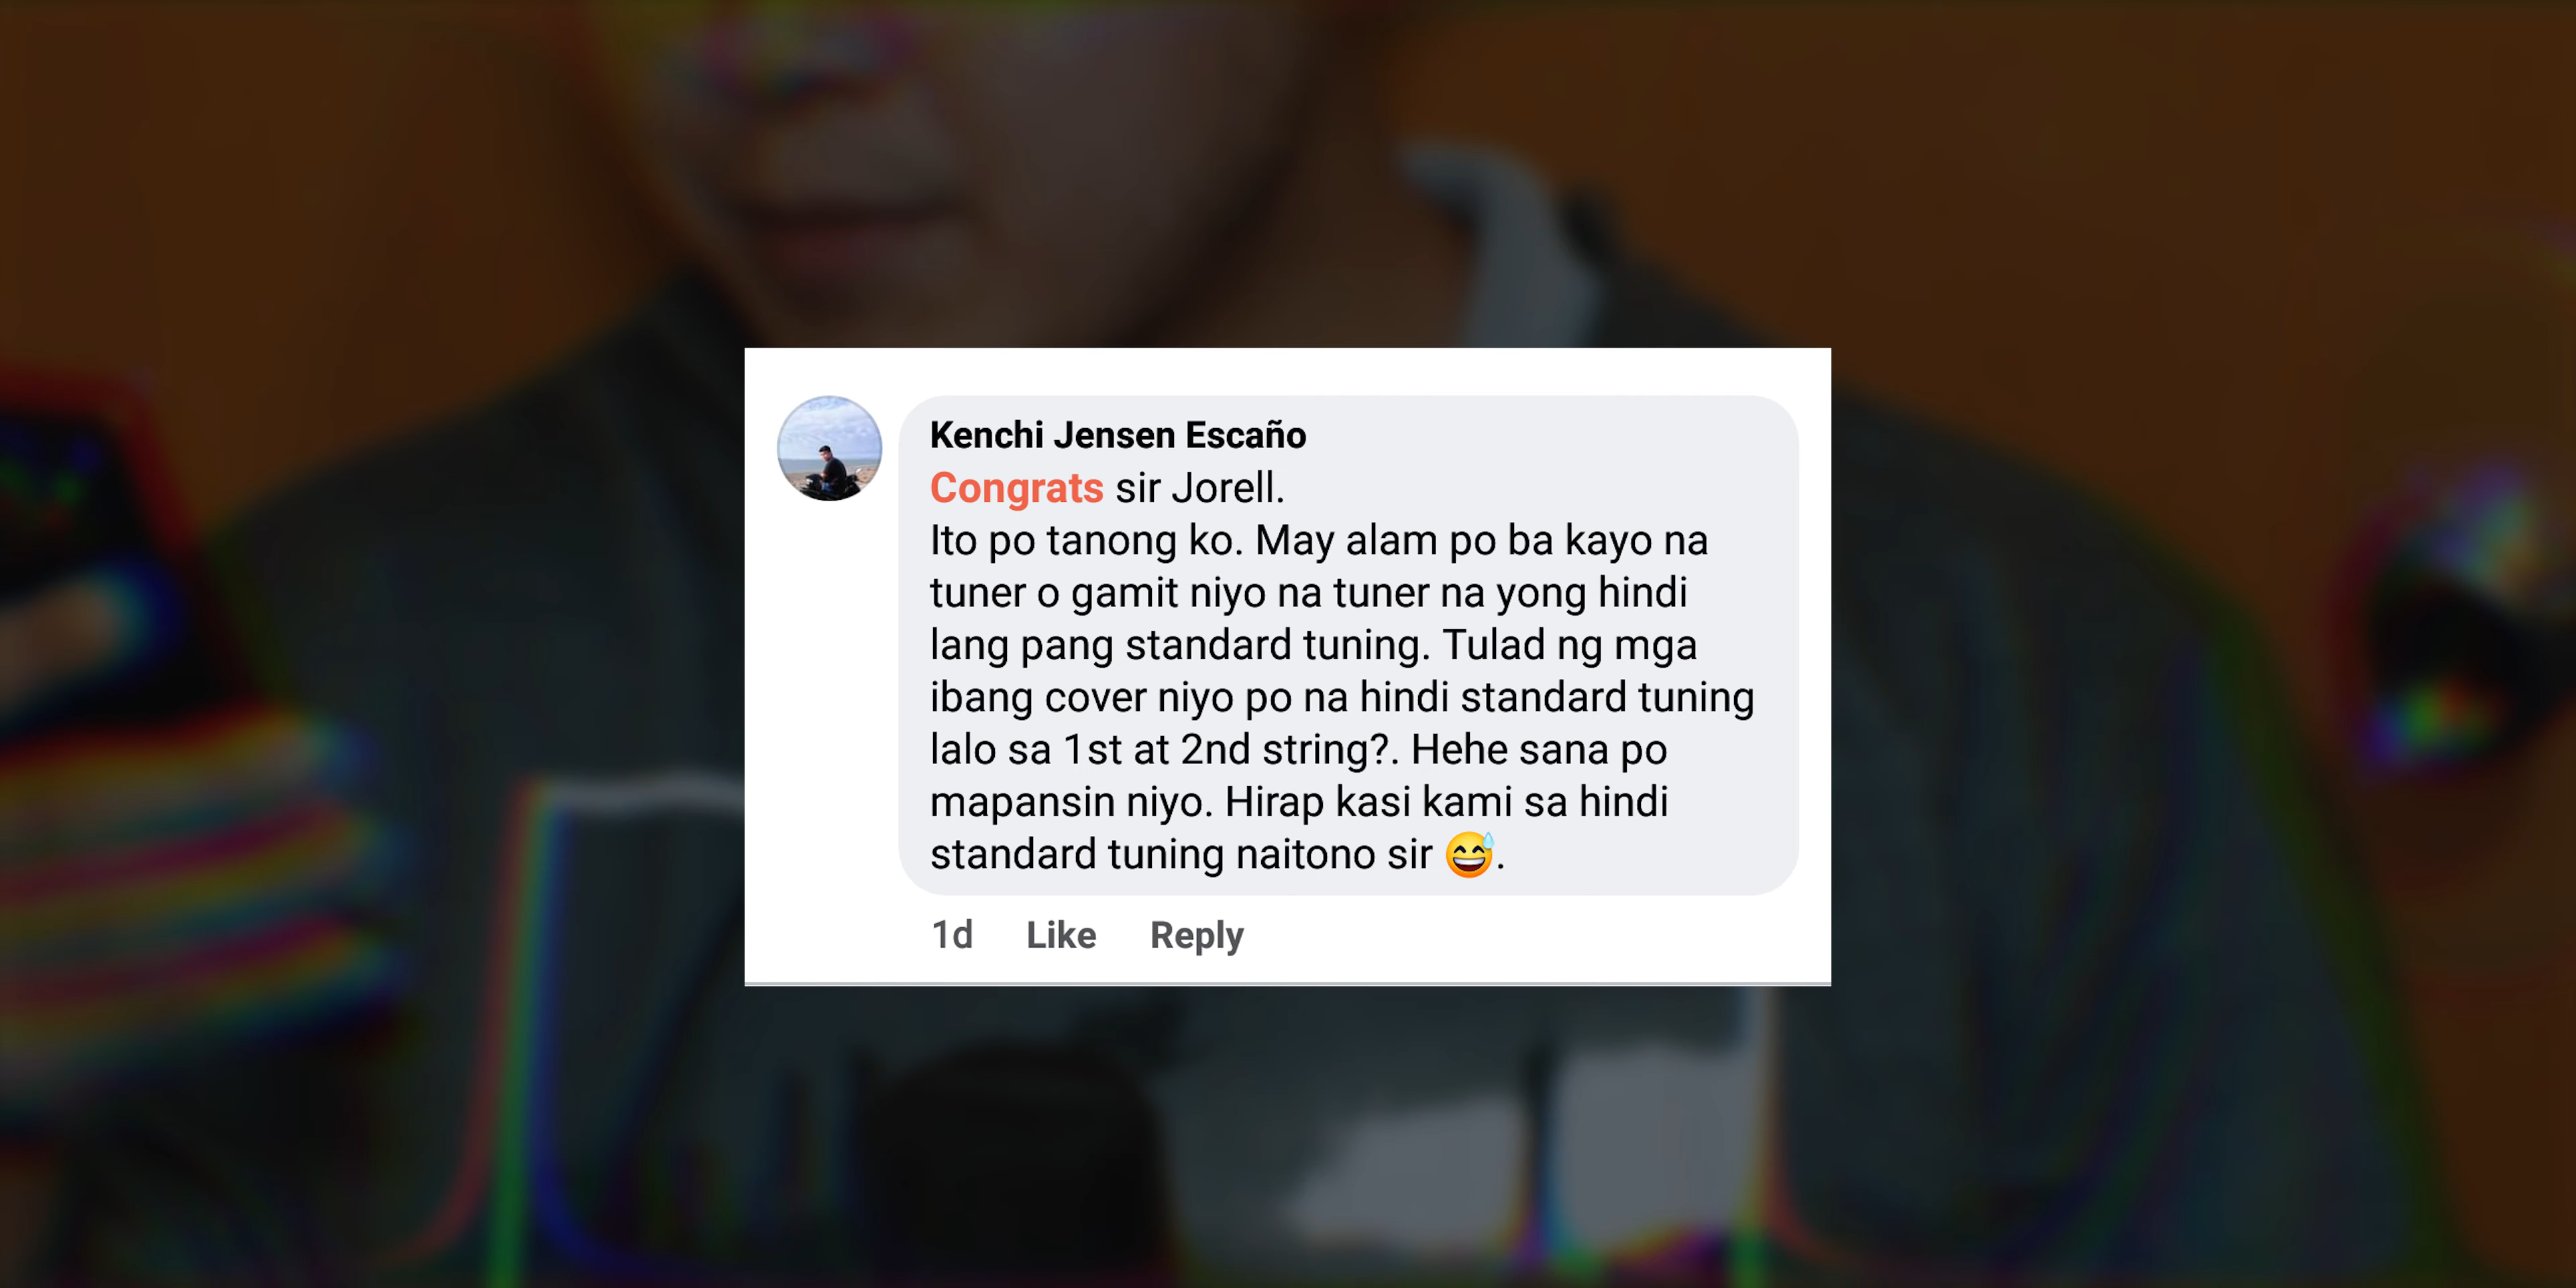 Kenchi Jensen Escaño
Congrats sir Jorell.
Ito po tanong ko. May alam po ba kayo na
tuner o gamit niyo na tuner na yong hindi
lang pang standard tuning. Tulad ng mga
ibang cover niyo po na hindi standard tuning
lalo sa 1st at 2nd string?. Hehe sana po
mapansin niyo. Hirap kasi kami sa hindi
standard tuning naitono sir 😅.
1d Like Reply